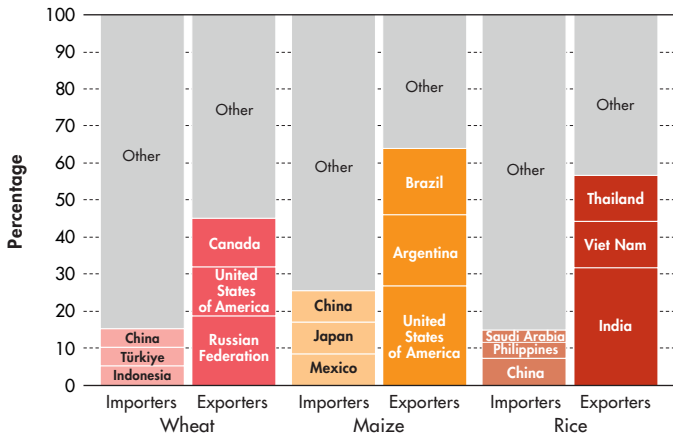 Percentage
100
90
80
70
60
50
40
30
20
10
0
Other
China
Türkiye
Indonesia
Other
Canada
United
States
of America
Russian
Federation
Other
China
Japan
Mexico
Other
Brazil
Argentina
United
States
of America
Other
Saudi Arabia
Philippines
China
Other
Thailand
Viet Nam
India
Importers Exporters Importers Exporters Importers Exporters
Wheat Maize Rice